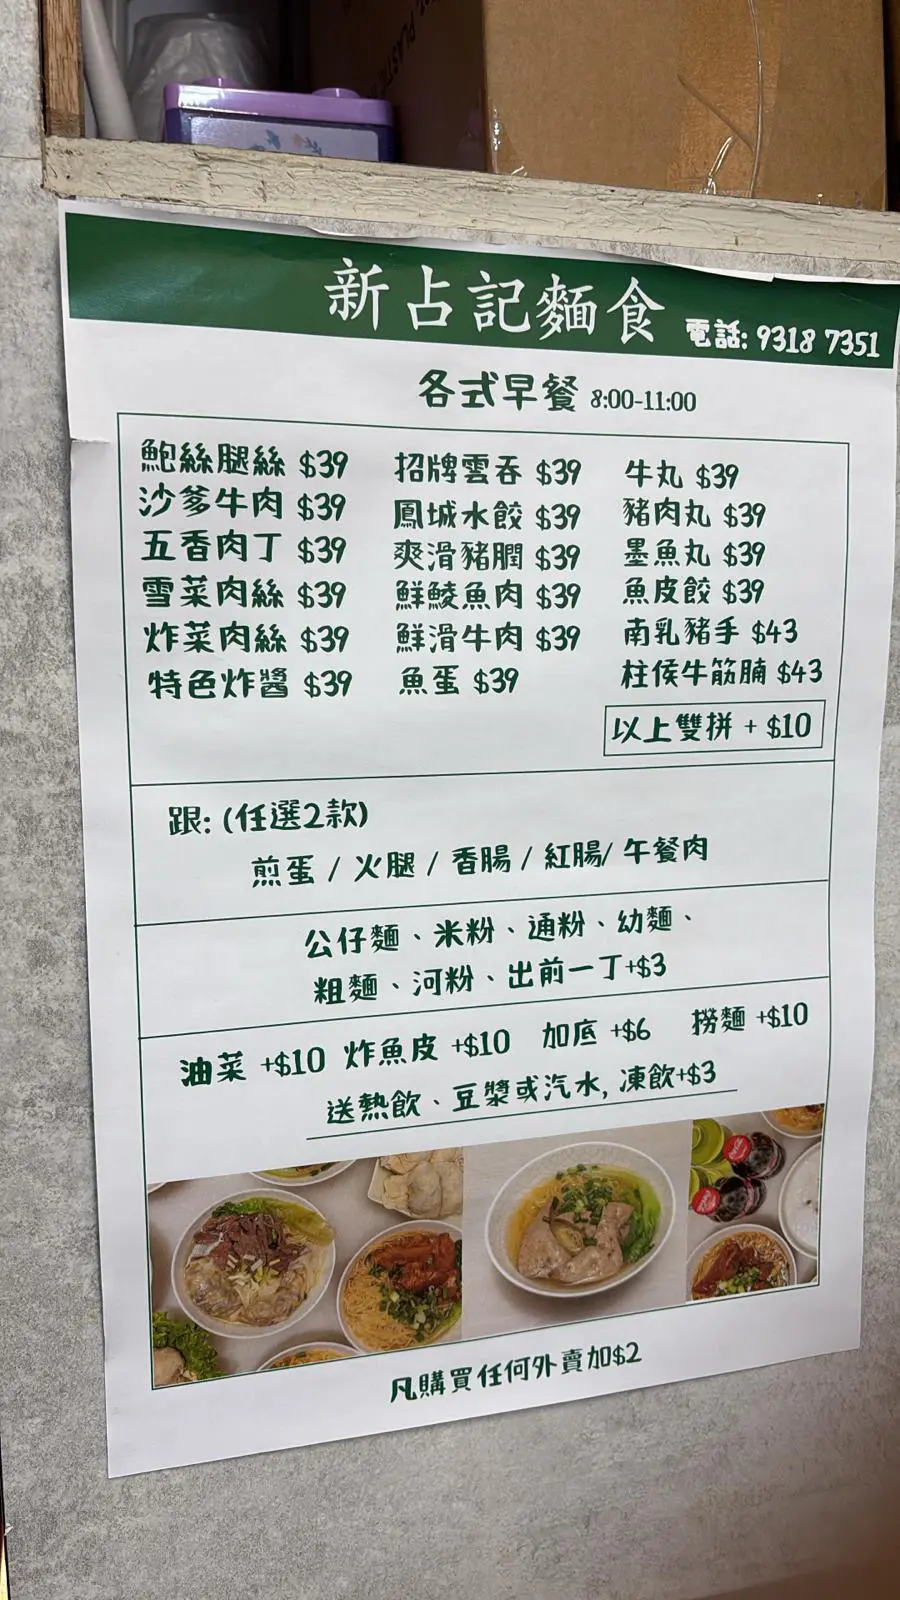 新占記麵食
電話: 9318 7351
各式早餐 8:00-11:00
鮑絲腿絲 $39 招牌雲吞 $39 牛丸 $39
沙爹牛肉 $39 鳳城水餃 $39 豬肉丸 $39
五香肉丁 $39 爽滑豬膶 $39 墨魚丸 $39
雪菜肉絲 $39 鮮鯪魚肉 $39 魚皮餃 $39
炸菜肉絲 $39 鮮滑牛肉 $39 南乳豬手 $43
特色炸醬 $39 魚蛋 $39 柱侯牛筋腩 $43
以上雙拼 + $10
跟: (任選2款)
煎蛋 / 火腿 / 香腸 / 紅腸/ 午餐肉
公仔麵、米粉、通粉、幼麵、
粗麵、河粉、出前一丁+$3
油菜 +$10 炸魚皮 +$10 加底 +$6 撈麵 +$10
送熱飲、豆漿或汽水, 凍飲+$3
凡購買任何外賣加$2